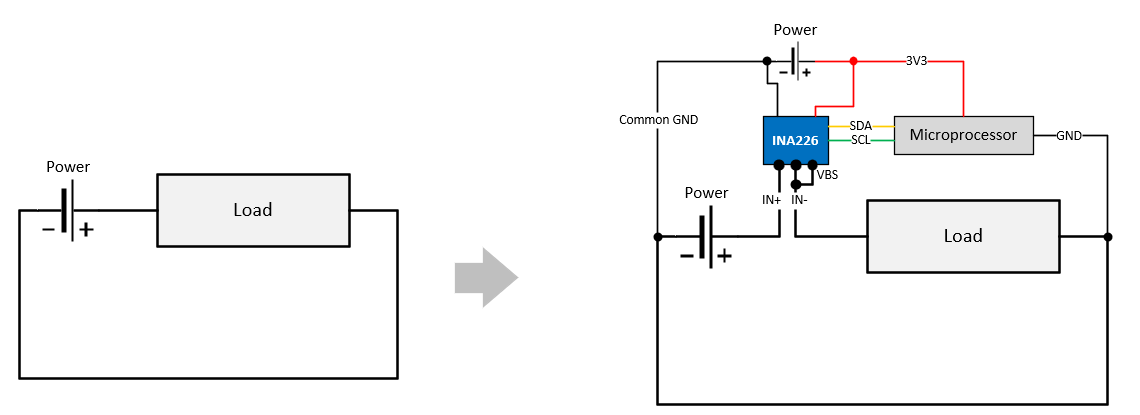 Power
- +
Load
Power
- +
3V3
Common GND
INA226
SDA
SCL
Microprocessor
GND
VBS
IN+ IN-
Power
- +
Load